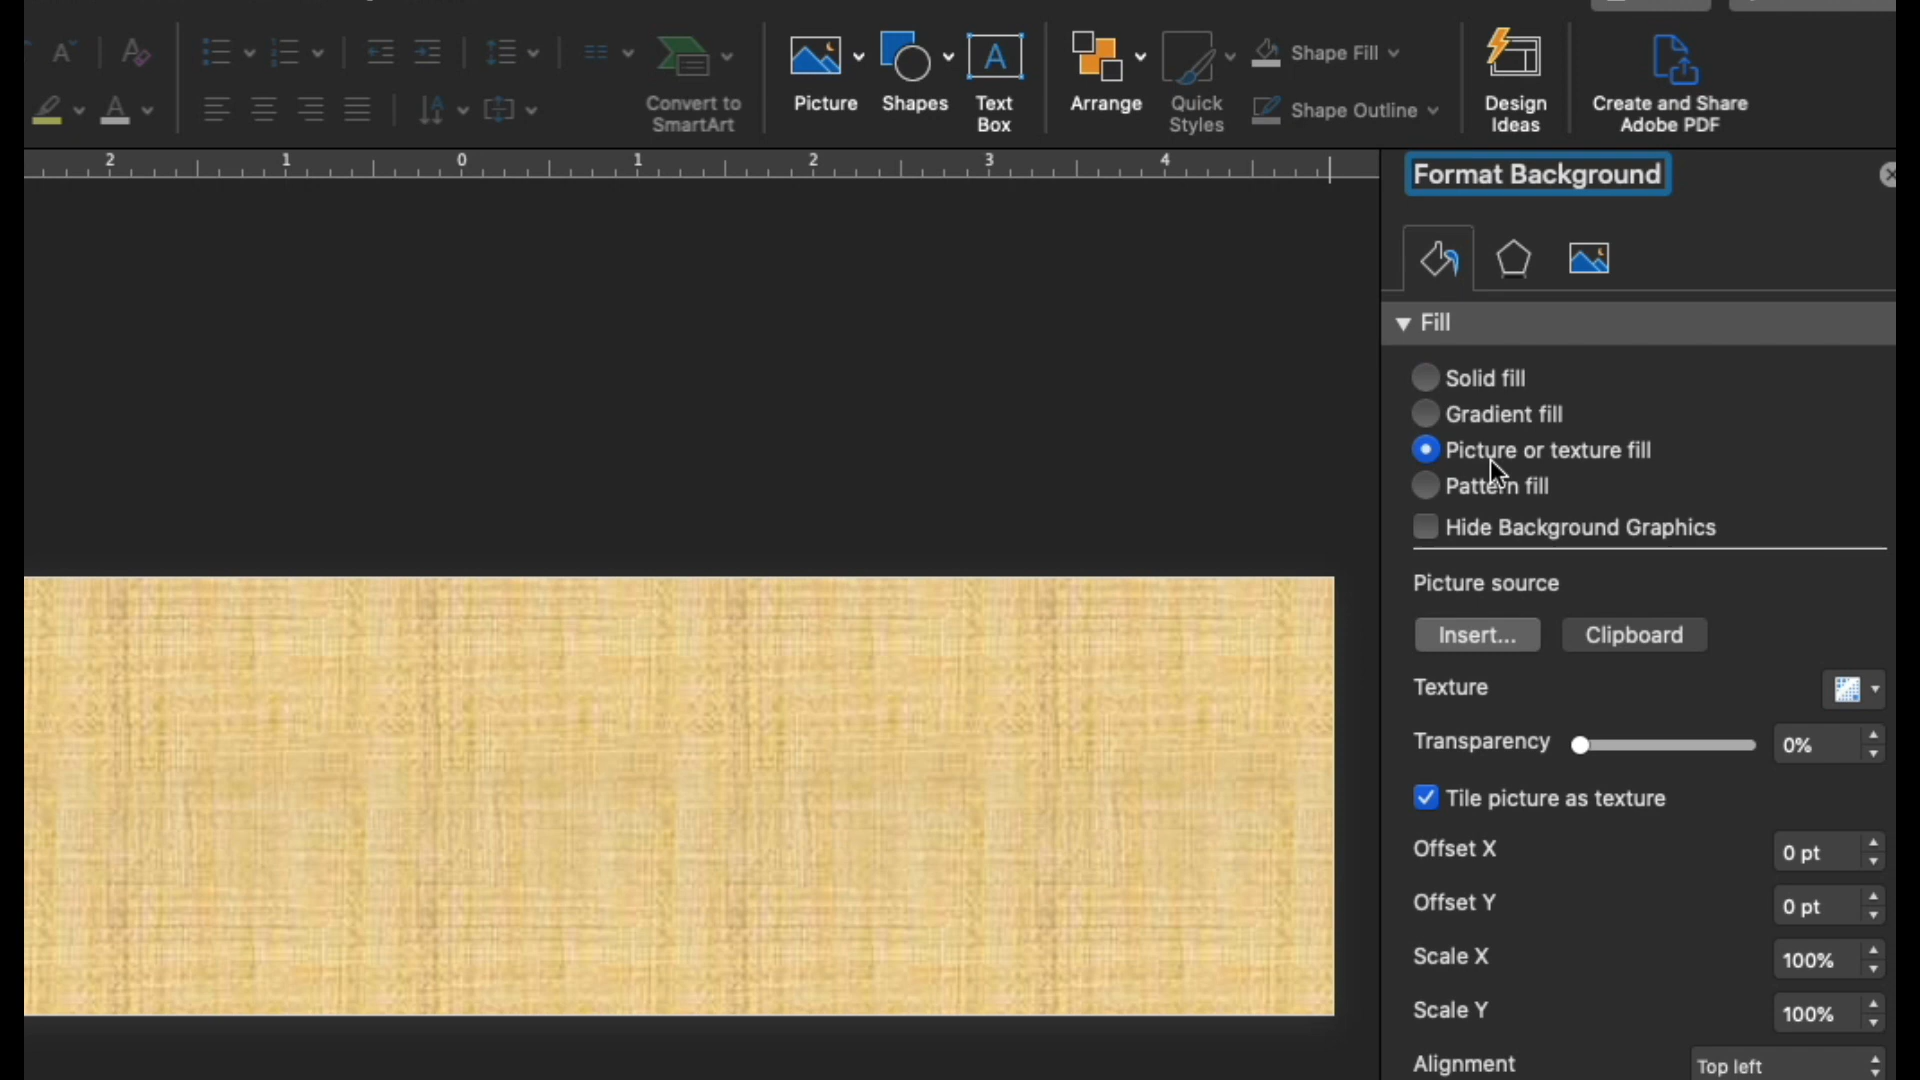 Convert to
SmartArt
Picture
Shapes
Text
Box
Arrange
Quick
Styles
Shape Fill
Shape Outline
Design
Ideas
Create and Share
Adobe PDF
2 1 0 1 2 3 4
Format Background
Fill
Solid fill
Gradient fill
Picture or texture fill
Pattern fill
Hide Background Graphics
Picture source
Insert...
Clipboard
Texture
Transparency
0%
Tile picture as texture
Offset X
0 pt
Offset Y
0 pt
Scale X
100%
Scale Y
100%
Alignment
Top left